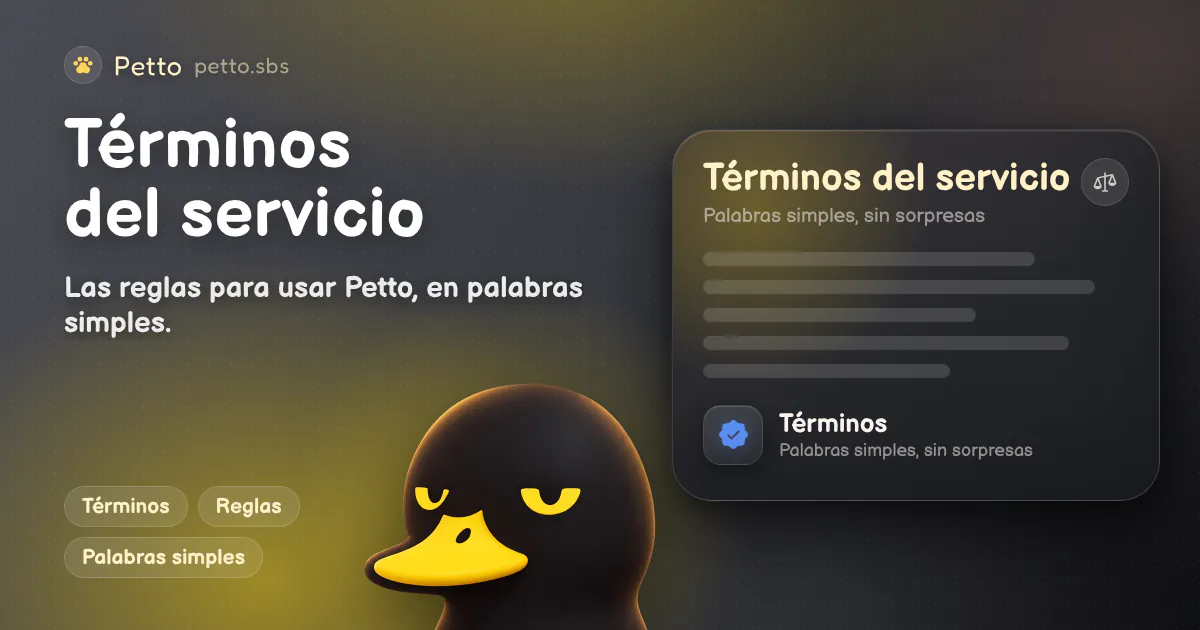 Petto petto.sbs
Términos
del servicio
Las reglas para usar Petto, en palabras
simples.
Términos Reglas
Palabras simples
Términos del servicio
Palabras simples, sin sorpresas
Términos
Palabras simples, sin sorpresas